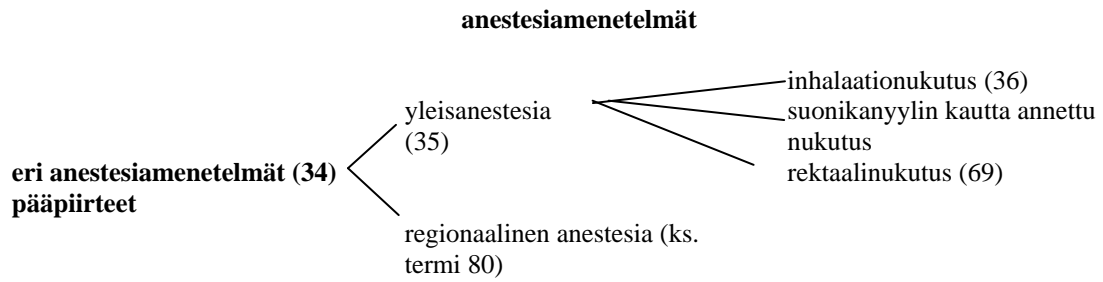 anestesiamenetelmät
inhalaationukutus (36)
yleisanestesia
(35)
suonikanyylin kautta annettu
nukutus
rektaalinukutus (69)
eri anestesiamenetelmät (34)
pääpiirteet
regionaalinen anestesia (ks.
termi 80)